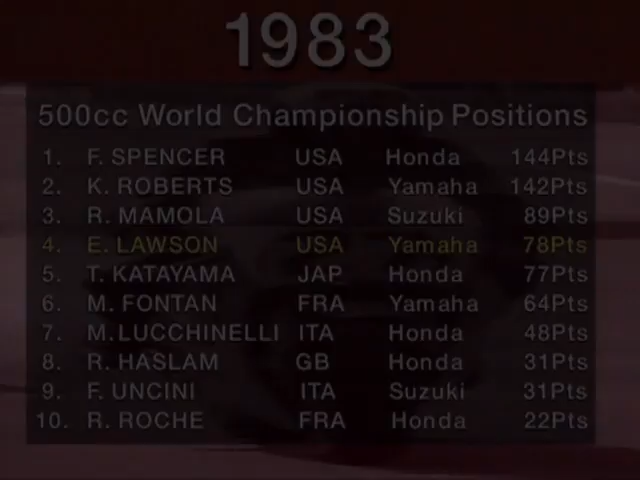 1983
500cc World Championship Positions
1. F. SPENCER USA Honda 144Pts
2. K. ROBERTS USA Yamaha 142Pts
3. R. MAMOLA USA Suzuki 89Pts
4. E. LAWSON USA Yamaha 78Pts
5. T. KATAYAMA JAP Honda 77Pts
6. M. FONTAN FRA Yamaha 64Pts
7. M. LUCCHINELLI ITA Honda 48Pts
8. R. HASLAM GB Honda 31Pts
9. F. UNCINI ITA Suzuki 31Pts
10. R. ROCHE FRA Honda 22Pts